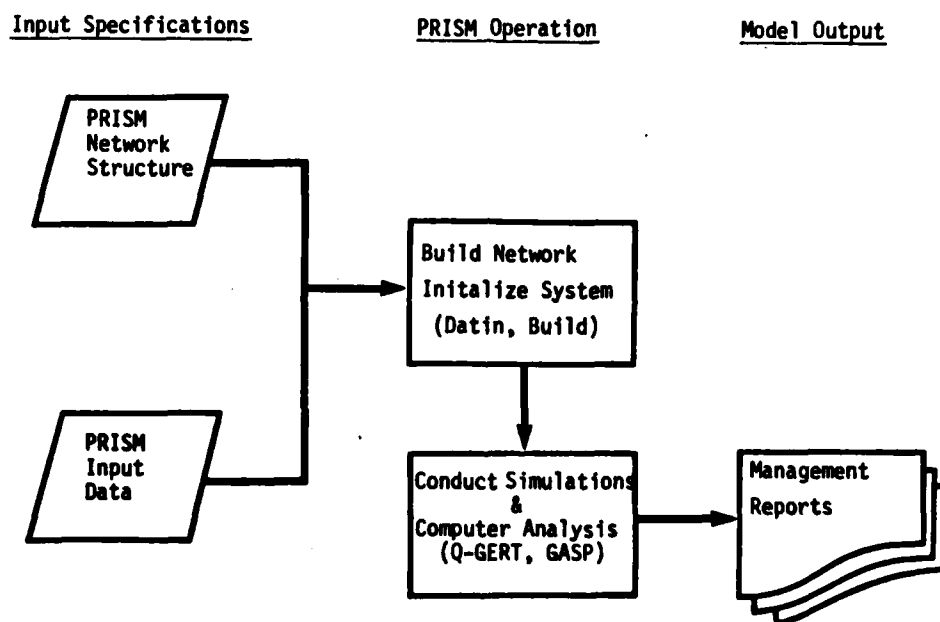 Input Specifications
PRISM Operation
Model Output
PRISM
Network
Structure
Build Network
Initalize System
(Datin, Build)
PRISM
Input
Data
Conduct Simulations
&
Computer Analysis
(Q-GERT, GASP)
Management
Reports